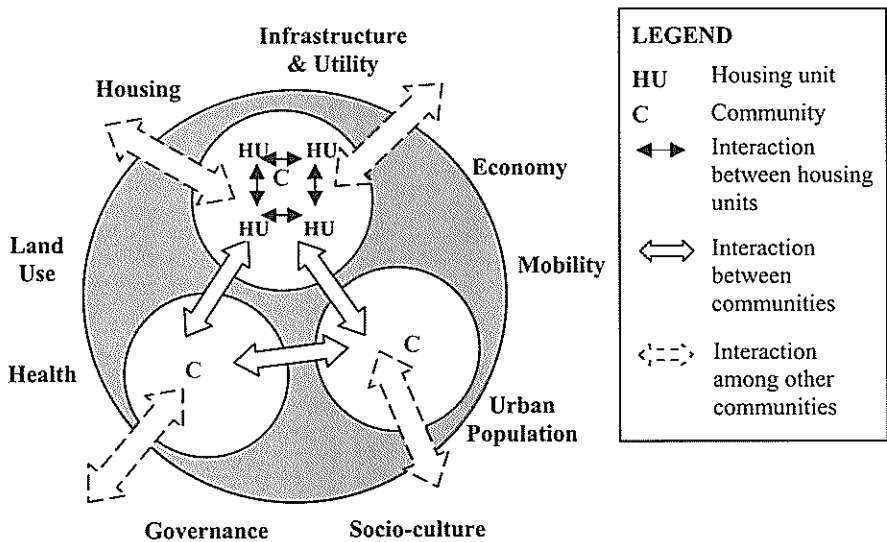 Infrastructure
& Utility
Housing
HU HU
C
Economy
HU HU
Land
Use
Mobility
C
C
Health
Urban
Population
Governance
Socio-culture
LEGEND
HU Housing unit
C Community
Interaction
between housing
units
Interaction
between
communities
Interaction
among other
communities